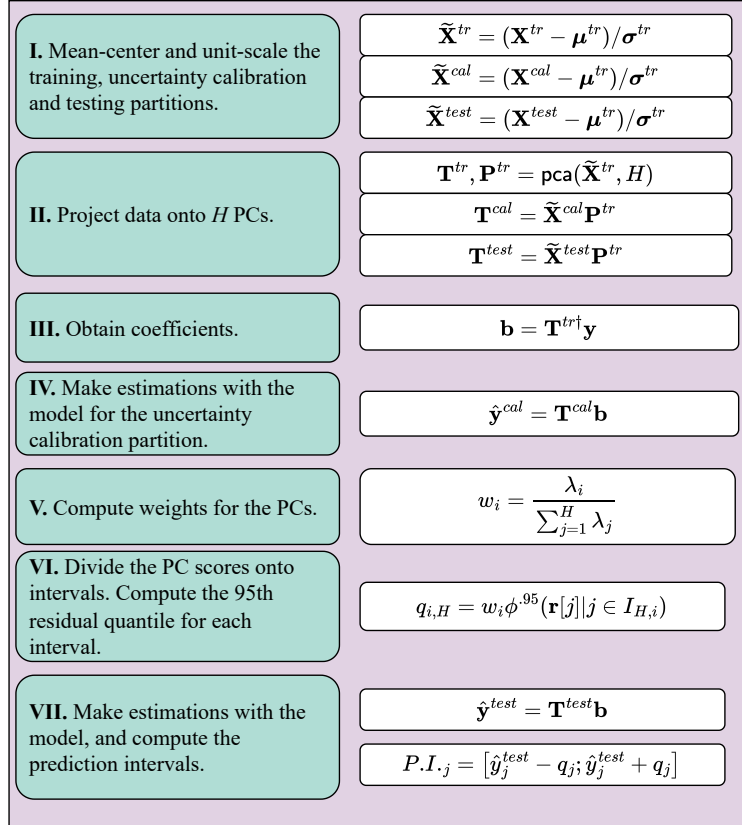 I. Mean-center and unit-scale the
training, uncertainty calibration
and testing partitions.
X̃^{tr} = (X^{tr} − μ^{tr})/σ^{tr}
X̃^{cal} = (X^{cal} − μ^{tr})/σ^{tr}
X̃^{test} = (X^{test} − μ^{tr})/σ^{tr}
II. Project data onto H PCs.
T^{tr}, P^{tr} = pca(X̃^{tr}, H)
T^{cal} = X̃^{cal}P^{tr}
T^{test} = X̃^{test}P^{tr}
III. Obtain coefficients.
b = T^{tr†}y
IV. Make estimations with the
model for the uncertainty
calibration partition.
ŷ^{cal} = T^{cal}b
V. Compute weights for the PCs.
w_i = λ_i / ∑_{j=1}^{H} λ_j
VI. Divide the PC scores onto
intervals. Compute the 95th
residual quantile for each
interval.
q_{i,H} = w_iϕ^{.95}(r[j]|j ∈ I_{H,i})
VII. Make estimations with the
model, and compute the
prediction intervals.
ŷ^{test} = T^{test}b
P.I._j = [ŷ_j^{test} − q_j; ŷ_j^{test} + q_j]